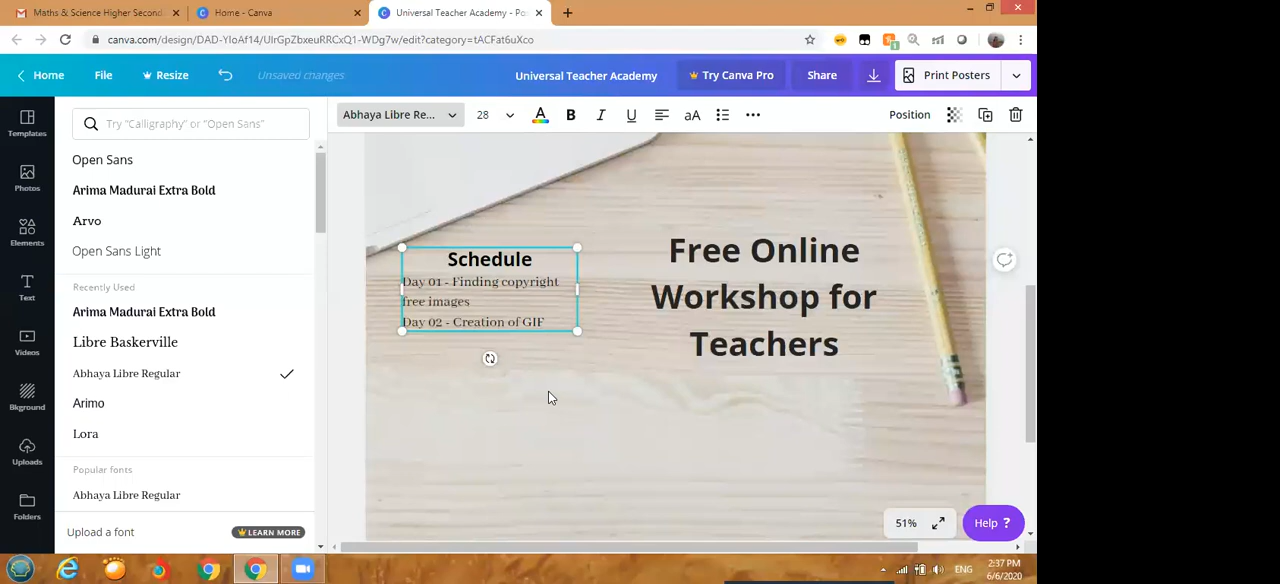 Maths & Science Higher Second
Home - Canva
Universal Teacher Academy - Po
canva.com/design/DAD-YIoAf14/UIrGpZbxeuRRCxQ1-WDg7w/edit?category=tACFat6uXco
Home
File
Resize
Unsaved changes
Universal Teacher Academy
Try Canva Pro
Share
Print Posters
Templates
Photos
Elements
Text
Videos
Bkground
Uploads
Folders
Try "Calligraphy" or "Open Sans"
Open Sans
Arima Madurai Extra Bold
Arvo
Open Sans Light
Recently Used
Arima Madurai Extra Bold
Libre Baskerville
Abhaya Libre Regular
Arimo
Lora
Popular fonts
Abhaya Libre Regular
Upload a font
LEARN MORE
Abhaya Libre Re...
28
A
B
I
U
aA
Position
Schedule
Day 01 - Finding copyright
free images
Day 02 - Creation of GIF
Free Online
Workshop for
Teachers
51%
Help ?
ENG
2:37 PM
6/6/2020